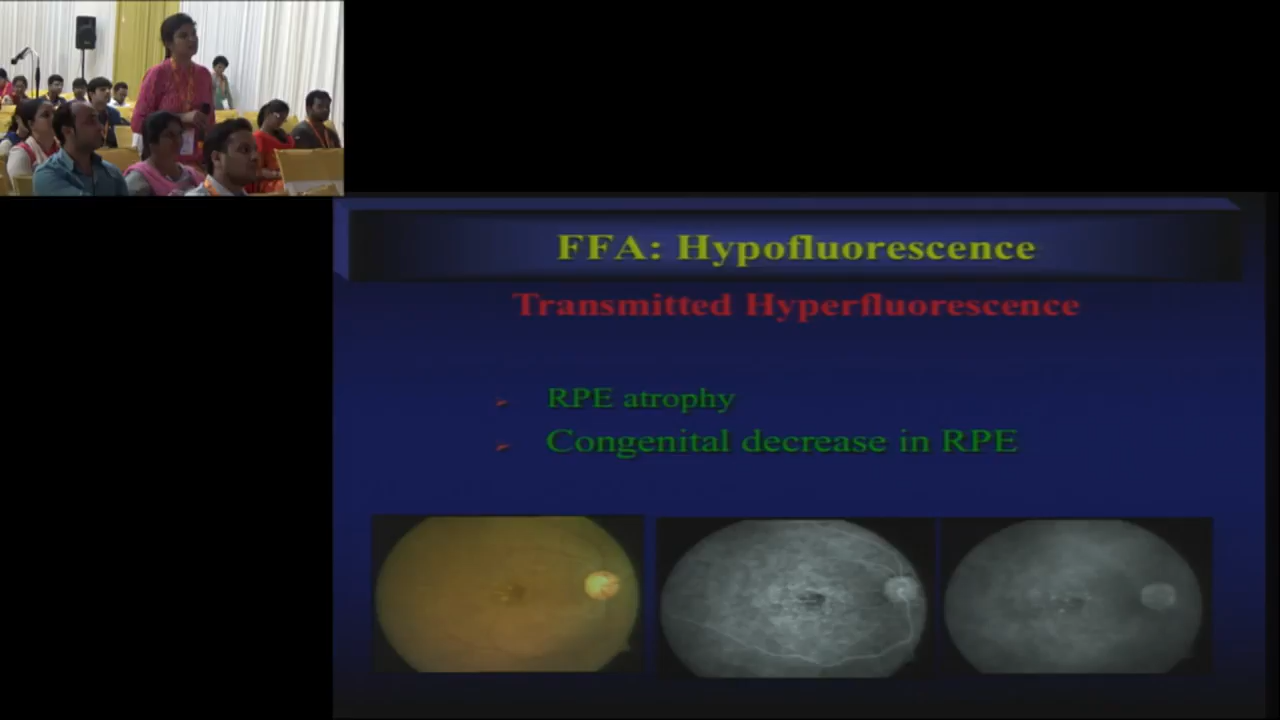 FFA: Hypofluorescence
Transmitted Hyperfluorescence
RPE atrophy
Congenital decrease in RPE